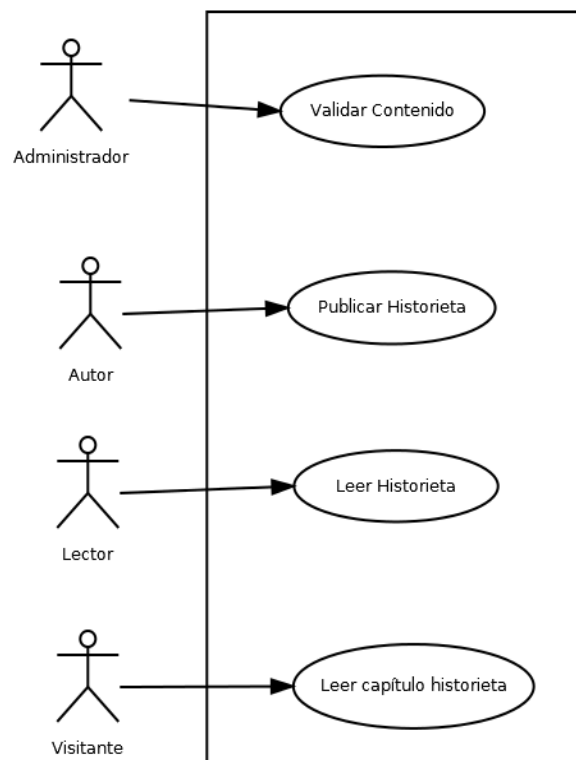 Validar Contenido
Administrador
Publicar Historieta
Autor
Leer Historieta
Lector
Leer capítulo historieta
Visitante